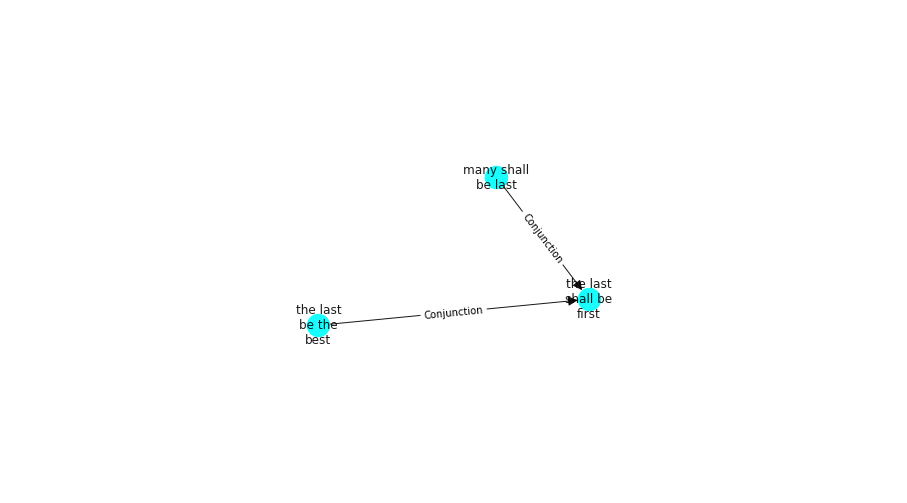 many shall
be last
Conjunction
the last
shall be
first
Conjunction
the last
be the
best